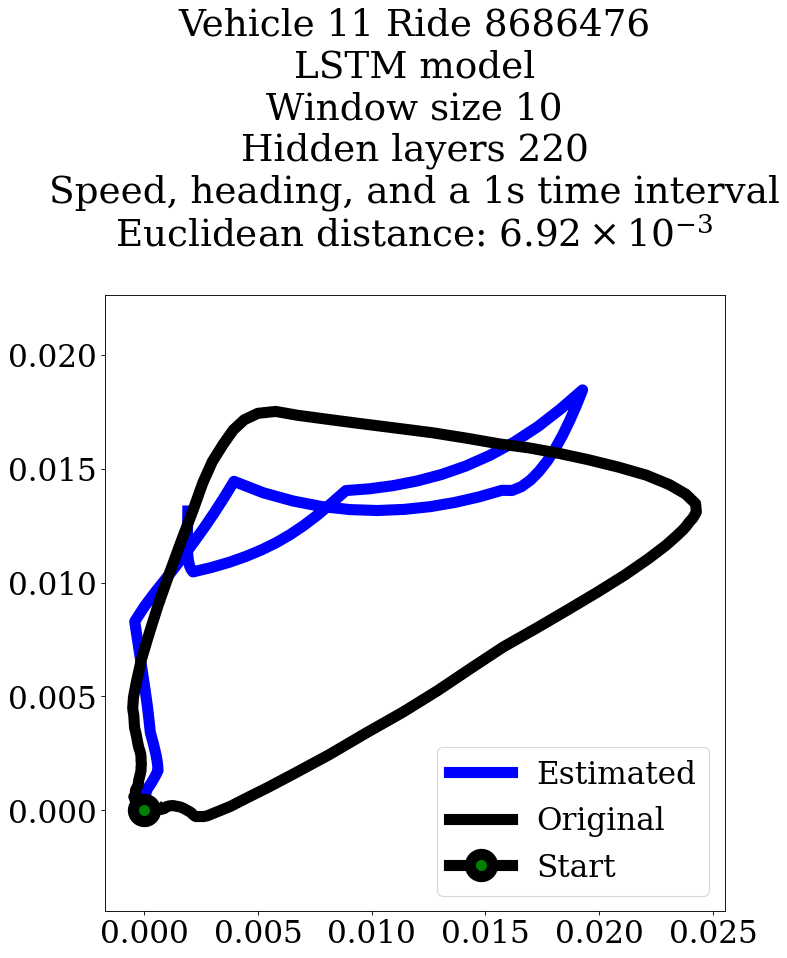 Vehicle 11 Ride 8686476
LSTM model
Window size 10
Hidden layers 220
Speed, heading, and a 1s time interval
Euclidean distance: 6.92 × 10⁻³
0.020
0.015
0.010
0.005
0.000
Estimated
Original
Start
0.000 0.005 0.010 0.015 0.020 0.025